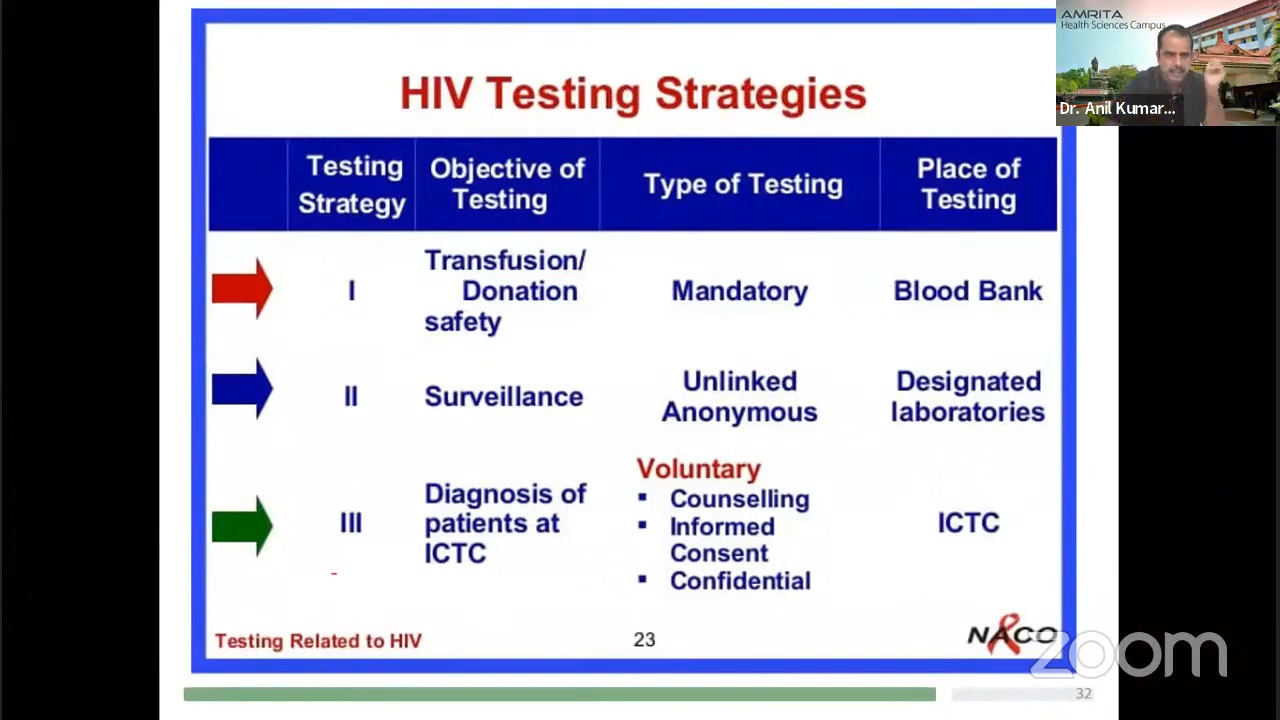 AMRITA
Health Sciences Campus
Dr. Anil Kumar...
HIV Testing Strategies
Testing Strategy
Objective of Testing
Type of Testing
Place of Testing
I
Transfusion/
Donation
safety
Mandatory
Blood Bank
II
Surveillance
Unlinked
Anonymous
Designated
laboratories
III
Diagnosis of
patients at
ICTC
Voluntary
▪ Counselling
▪ Informed
Consent
▪ Confidential
ICTC
Testing Related to HIV
23
NACO
zoom
32